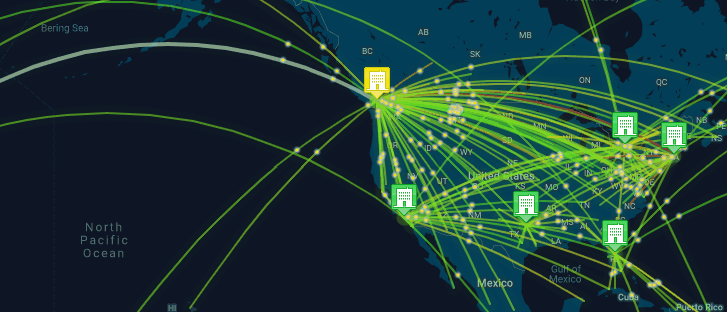 Bering Sea
AB
MB
BC
SK
ON
QC
NB
NS
MN
MI
SD
ID
WY
NE
IN
UT
United States
KS
MO
KY
WV
NC
TN
AR
NM
MS
AL
TX
LA
North
Pacific
Ocean
Gulf of
Mexico
Mexico
Cuba
HI
Puerto Rico